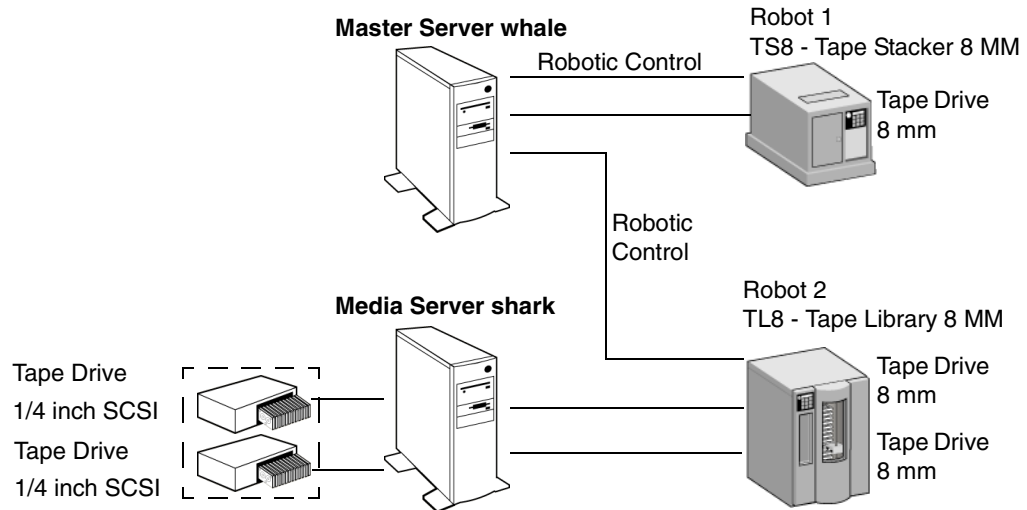 Master Server whale
Robot 1
TS8 - Tape Stacker 8 MM
Robotic Control
Tape Drive
8 mm
Robotic
Control
Media Server shark
Robot 2
TL8 - Tape Library 8 MM
Tape Drive
1/4 inch SCSI
Tape Drive
1/4 inch SCSI
Tape Drive
8 mm
Tape Drive
8 mm